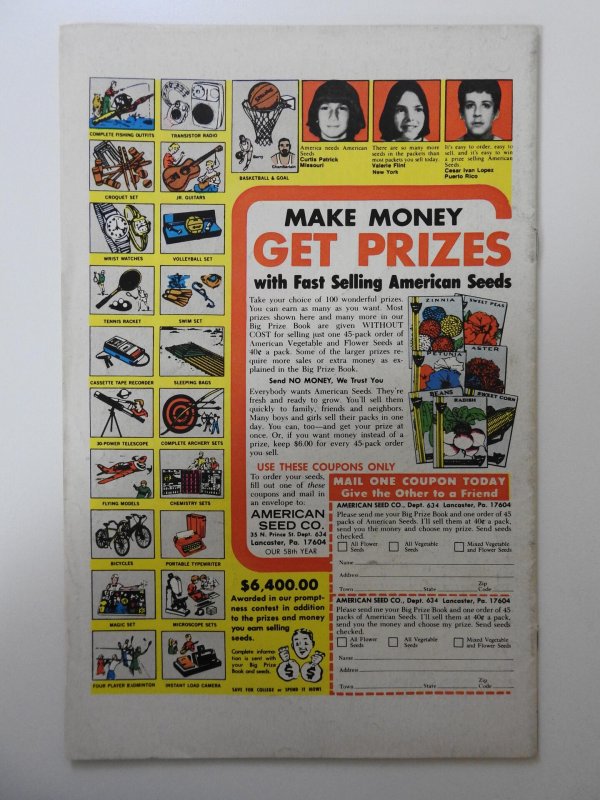 COMPLETE FISHING OUTFITS
TRANSISTOR RADIO
Barry
Chamberlain
BASKETBALL & GOAL
America needs American
Seeds
Curtis Patrick
Missouri
There are so many more
seeds in the packets than
most packets you sell today.
Valerie Flint
New York
It's easy to order, easy to
sell, and it's easy to win
a prize selling American
Seeds.
Cesar Ivan Lopez
Puerto Rico
CROQUET SET
JR. GUITARS
WRIST WATCHES
VOLLEYBALL SET
TENNIS RACKET
SWIM SET
CASSETTE TAPE RECORDER
SLEEPING BAGS
30-POWER TELESCOPE
COMPLETE ARCHERY SETS
FLYING MODELS
CHEMISTRY SETS
BICYCLES
PORTABLE TYPEWRITER
MAGIC SET
MICROSCOPE SETS
FOUR PLAYER BADMINTON
INSTANT LOAD CAMERA
MAKE MONEY
GET PRIZES
with Fast Selling American Seeds
Take your choice of 100 wonderful prizes.
You can earn as many as you want. Most
prizes shown here and many more in our
Big Prize Book are given WITHOUT
COST for selling just one 45-pack order of
American Vegetable and Flower Seeds at
40¢ a pack. Some of the larger prizes re-
quire more sales or extra money as ex-
plained in the Big Prize Book.
Send NO MONEY, We Trust You
Everybody wants American Seeds. They're
fresh and ready to grow. You'll sell them
quickly to family, friends and neighbors.
Many boys and girls sell their packs in one
day. You can, too—and get your prize at
once. Or, if you want money instead of a
prize, keep $6.00 for every 45-pack order
you sell.
ZINNIA
SWEET PEAS
PETUNIA
ASTER
BEANS
RADISH
SWEET CORN
USE THESE COUPONS ONLY
To order your seeds,
fill out one of these
coupons and mail in
an envelope to:
AMERICAN
SEED CO.
35 N. Prince St. Dept. 634
Lancaster, Pa. 17604
OUR 58th YEAR
$6,400.00
Awarded in our prompt-
ness contest in addition
to the prizes and money
you earn selling
seeds.
Complete informa-
tion is sent with
your Big Prize
Book and seeds.
SAVE FOR COLLEGE or SPEND IT NOW!
MAIL ONE COUPON TODAY
Give the Other to a Friend
AMERICAN SEED CO., Dept. 634 Lancaster, Pa. 17604
Please send me your Big Prize Book and one order of 45
packs of American Seeds. I'll sell them at 40¢ a pack,
send you the money and choose my prize. Send seeds
checked.
All Flower Seeds
All Vegetable Seeds
Mixed Vegetable and Flower Seeds
Name
Address
Town State Zip Code
AMERICAN SEED CO., Dept. 634 Lancaster, Pa. 17604
Please send me your Big Prize Book and one order of 45
packs of American Seeds. I'll sell them at 40¢ a pack,
send you the money and choose my prize. Send seeds
checked.
All Flower Seeds
All Vegetable Seeds
Mixed Vegetable and Flower Seeds
Name
Address
Town State Zip Code